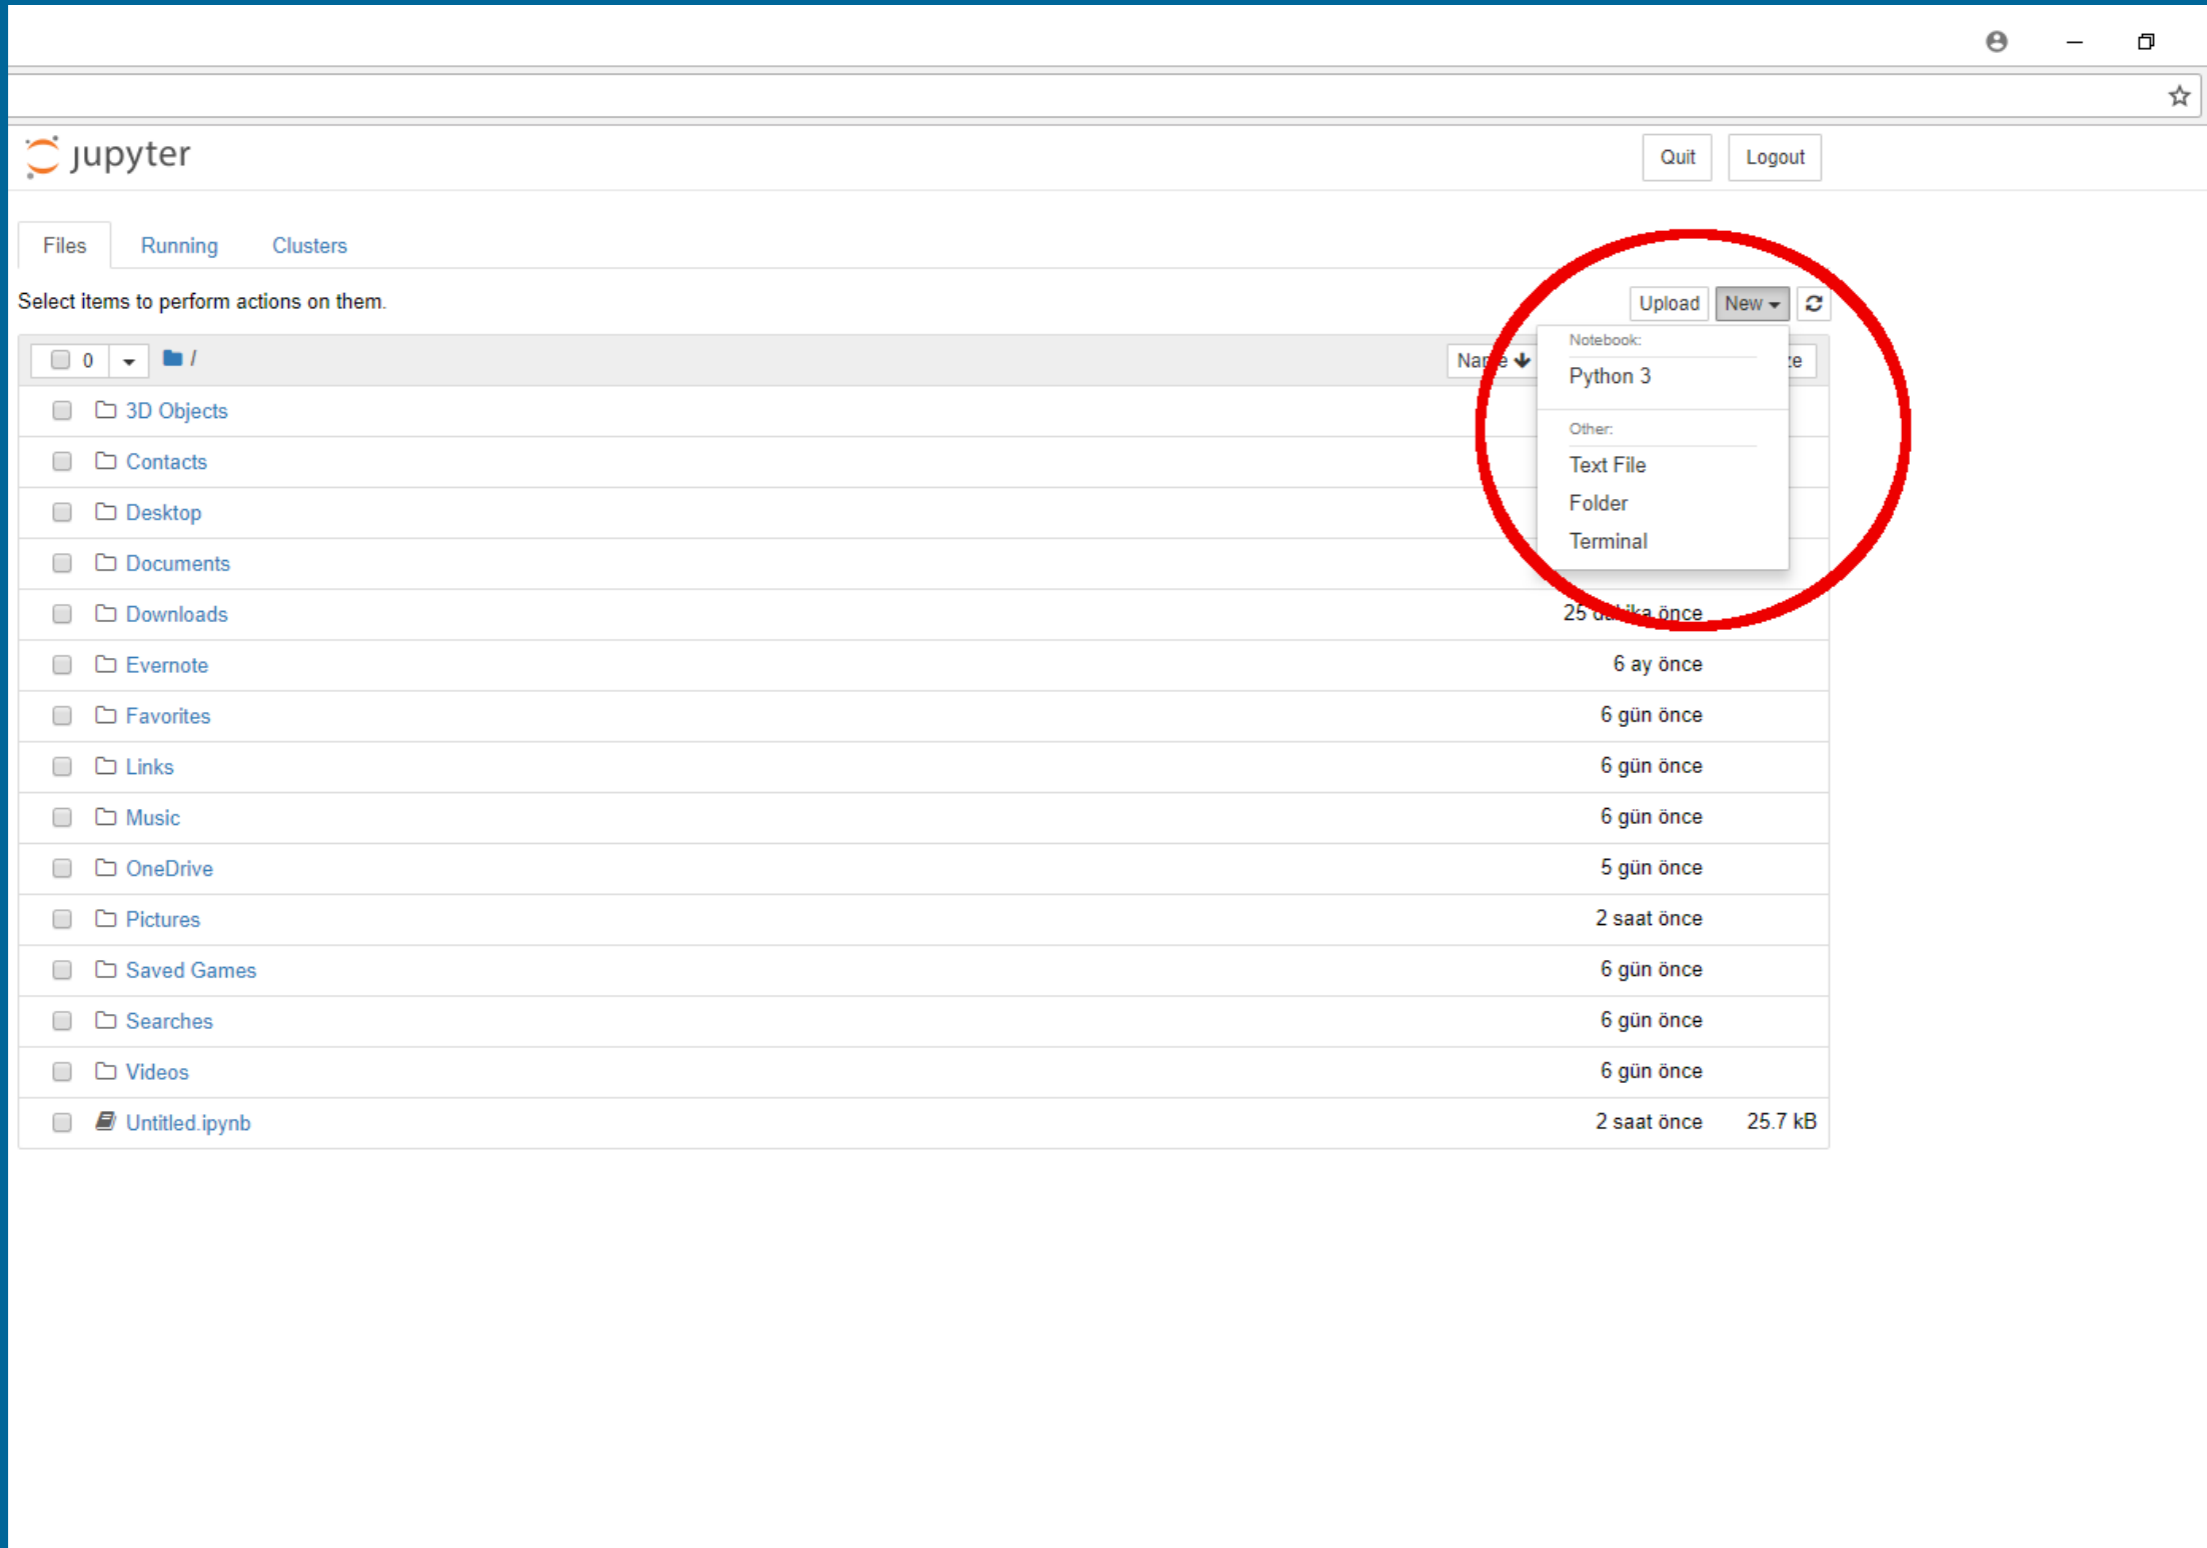 jupyter
Quit Logout
Files Running Clusters
Select items to perform actions on them.
Upload New
Notebook:
0 /
Python 3
3D Objects
Other:
Contacts
Text File
Desktop
Folder
Terminal
Documents
Downloads 25 önce
Evernote 6 ay önce
Favorites 6 gün önce
Links 6 gün önce
Music 6 gün önce
OneDrive 5 gün önce
Pictures 2 saat önce
Saved Games 6 gün önce
Searches 6 gün önce
Videos 6 gün önce
Untitled.ipynb 2 saat önce 25.7 kB